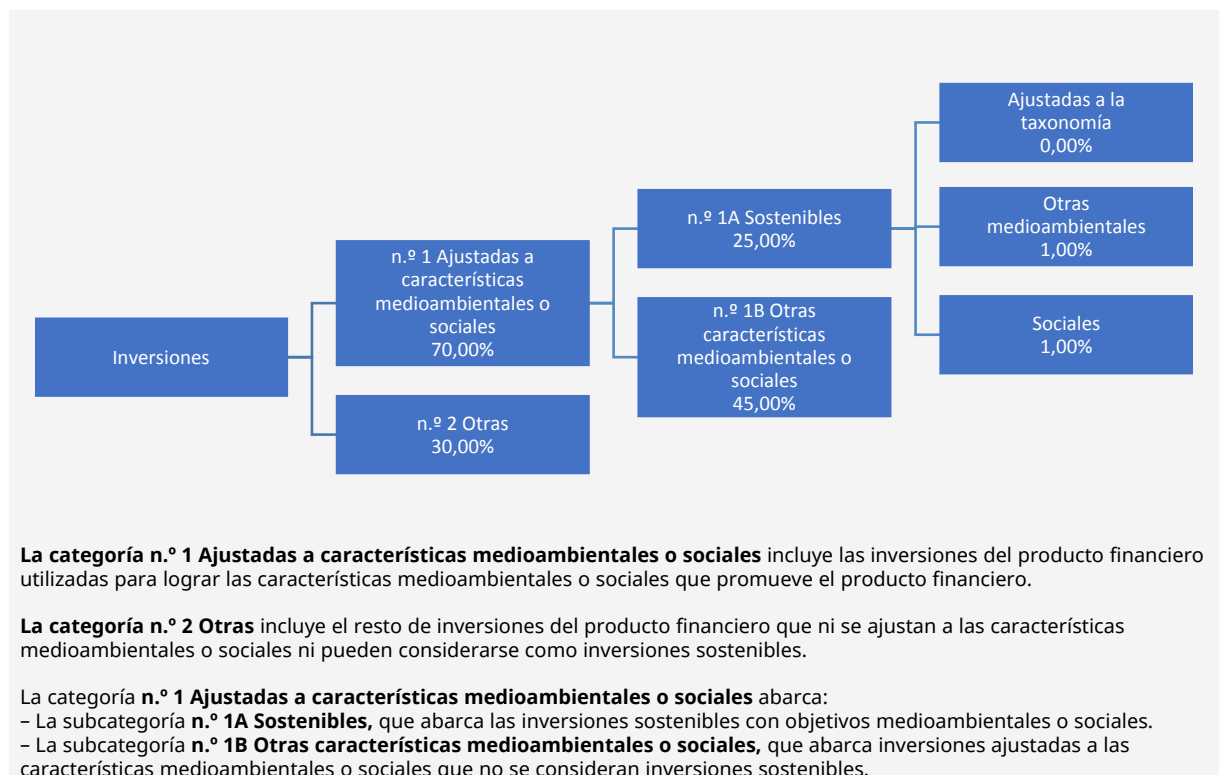 Ajustadas a la
taxonomía
0,00%
n.º 1A Sostenibles
25,00%
Otras
medioambientales
1,00%
n.º 1 Ajustadas a
características
medioambientales o
sociales
70,00%
n.º 1B Otras
características
medioambientales o
sociales
45,00%
Sociales
1,00%
Inversiones
n.º 2 Otras
30,00%
La categoría n.º 1 Ajustadas a características medioambientales o sociales incluye las inversiones del producto financiero
utilizadas para lograr las características medioambientales o sociales que promueve el producto financiero.
La categoría n.º 2 Otras incluye el resto de inversiones del producto financiero que ni se ajustan a las características
medioambientales o sociales ni pueden considerarse como inversiones sostenibles.
La categoría n.º 1 Ajustadas a características medioambientales o sociales abarca:
– La subcategoría n.º 1A Sostenibles, que abarca las inversiones sostenibles con objetivos medioambientales o sociales.
– La subcategoría n.º 1B Otras características medioambientales o sociales, que abarca inversiones ajustadas a las
características medioambientales o sociales que no se consideran inversiones sostenibles.